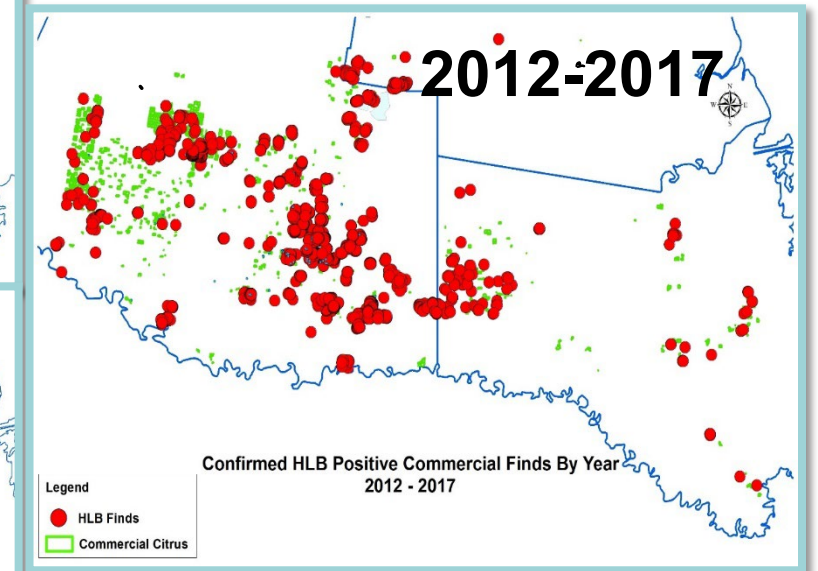 2012-2017
N
W E
S
Confirmed HLB Positive Commercial Finds By Year
2012 - 2017
Legend
HLB Finds
Commercial Citrus